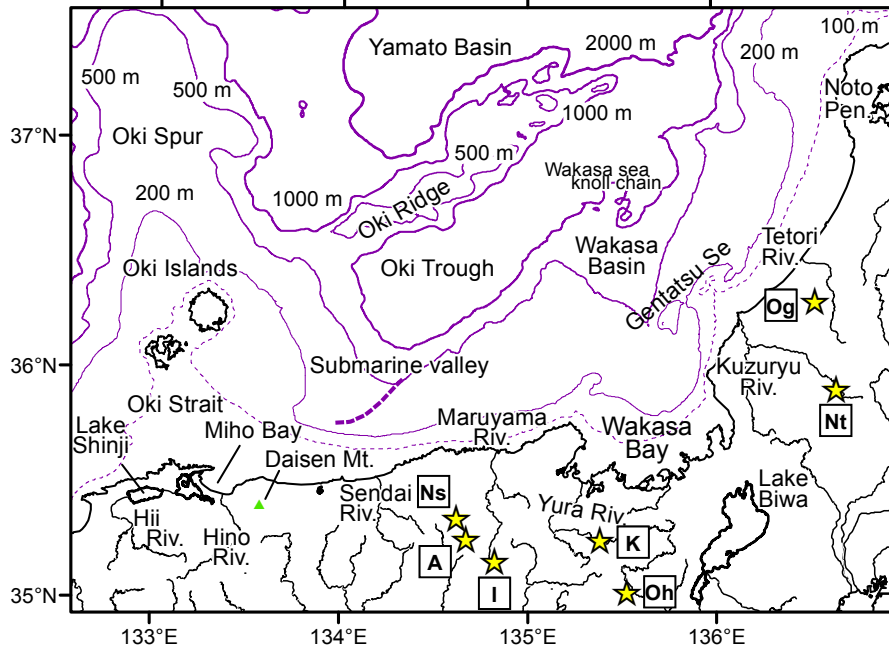 100 m
Yamato Basin
2000 m
200 m
500 m
500 m
Noto
Pen.
1000 m
37°N
Oki Spur
500 m
Wakasa sea
knoll-chain
200 m
1000 m
Oki Ridge
Tetori
Riv.
Wakasa
Basin
Oki Islands
Oki Trough
Gentatsu Se
Og
36°N
Submarine valley
Kuzuryu
Riv.
Oki Strait
Nt
Maruyama
Riv.
Wakasa
Bay
Lake
Shinji
Miho Bay
Daisen Mt.
Lake
Biwa
Sendai
Riv.
Ns
Yura Riv.
Hii
Riv.
Hino
Riv.
K
A
I
Oh
35°N
133°E
134°E
135°E
136°E